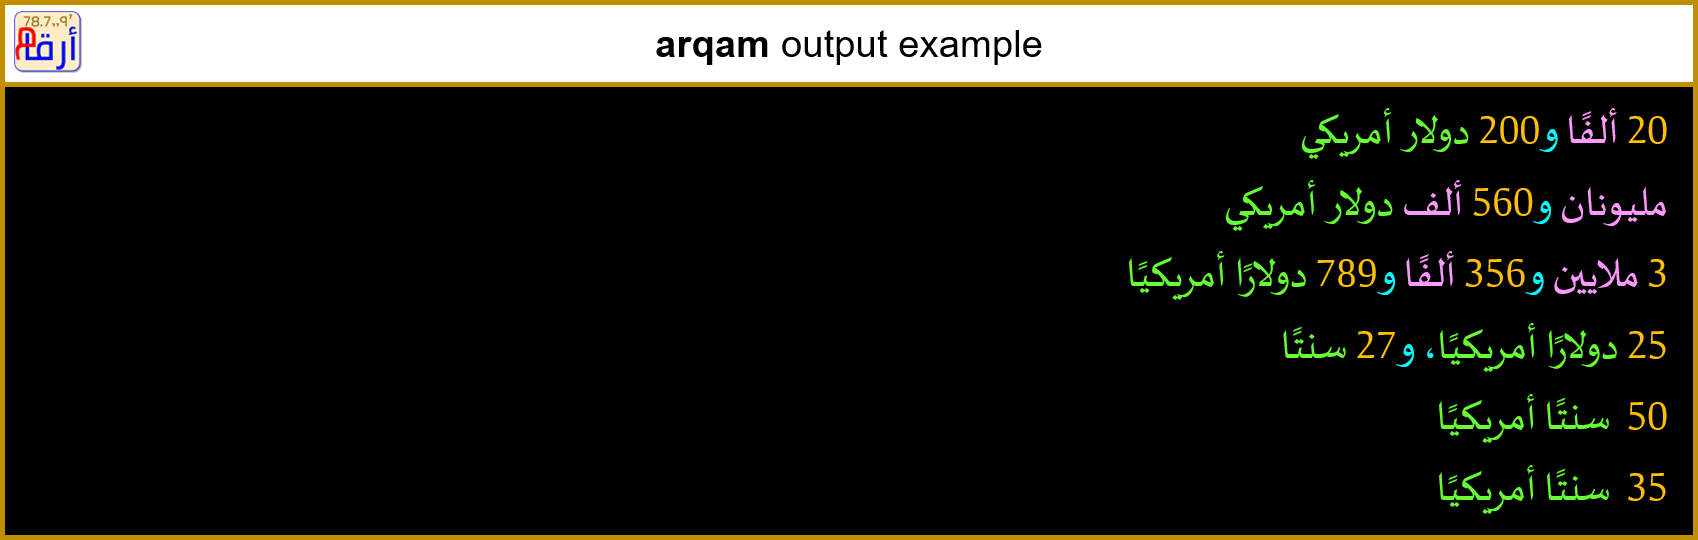 78.7,,٩٢
أرقام
arqam output example
20 ألفًا و200 دولار أمريكي
مليونان و560 ألف دولار أمريكي
3 ملايين و356 ألفًا و789 دولارًا أمريكيًا
25 دولارًا أمريكيًا، و27 سنتًا
50 سنتًا أمريكيًا
35 سنتًا أمريكيًا